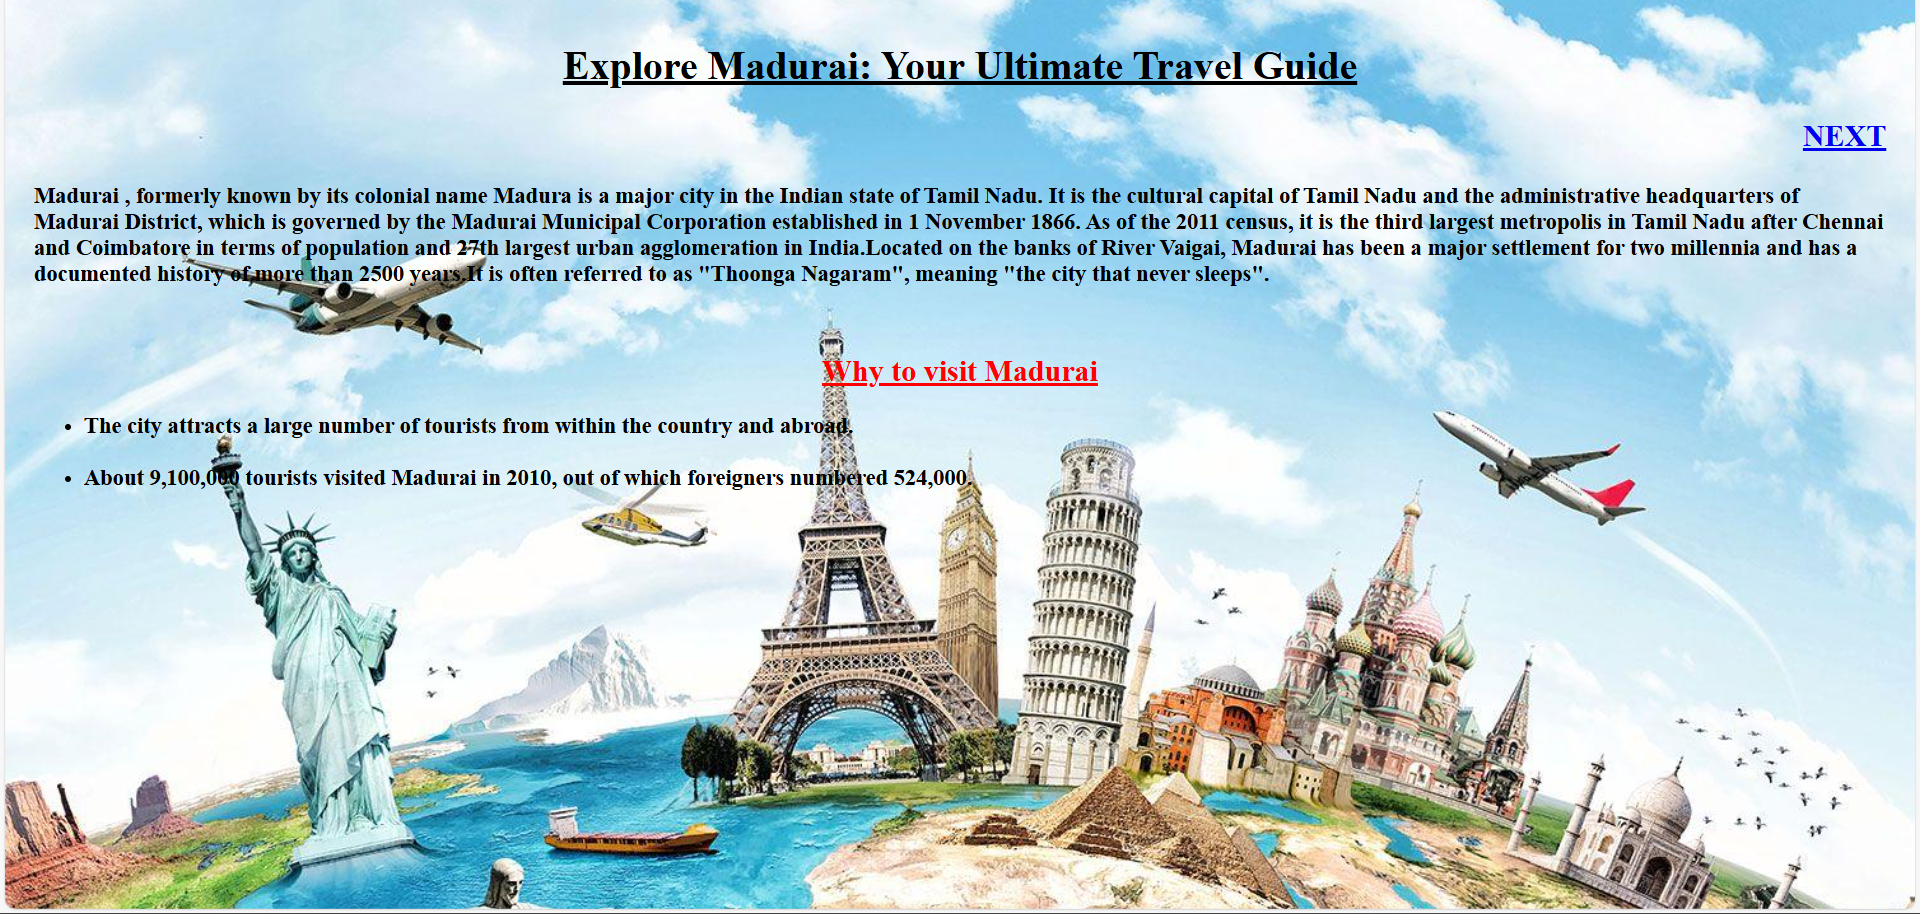 Explore Madurai: Your Ultimate Travel Guide
NEXT
Madurai , formerly known by its colonial name Madura is a major city in the Indian state of Tamil Nadu. It is the cultural capital of Tamil Nadu and the administrative headquarters of
Madurai District, which is governed by the Madurai Municipal Corporation established in 1 November 1866. As of the 2011 census, it is the third largest metropolis in Tamil Nadu after Chennai
and Coimbatore in terms of population and 27th largest urban agglomeration in India.Located on the banks of River Vaigai, Madurai has been a major settlement for two millennia and has a
documented history of more than 2500 years.It is often referred to as "Thoonga Nagaram", meaning "the city that never sleeps".
Why to visit Madurai
• The city attracts a large number of tourists from within the country and abroad.
• About 9,100,000 tourists visited Madurai in 2010, out of which foreigners numbered 524,000.